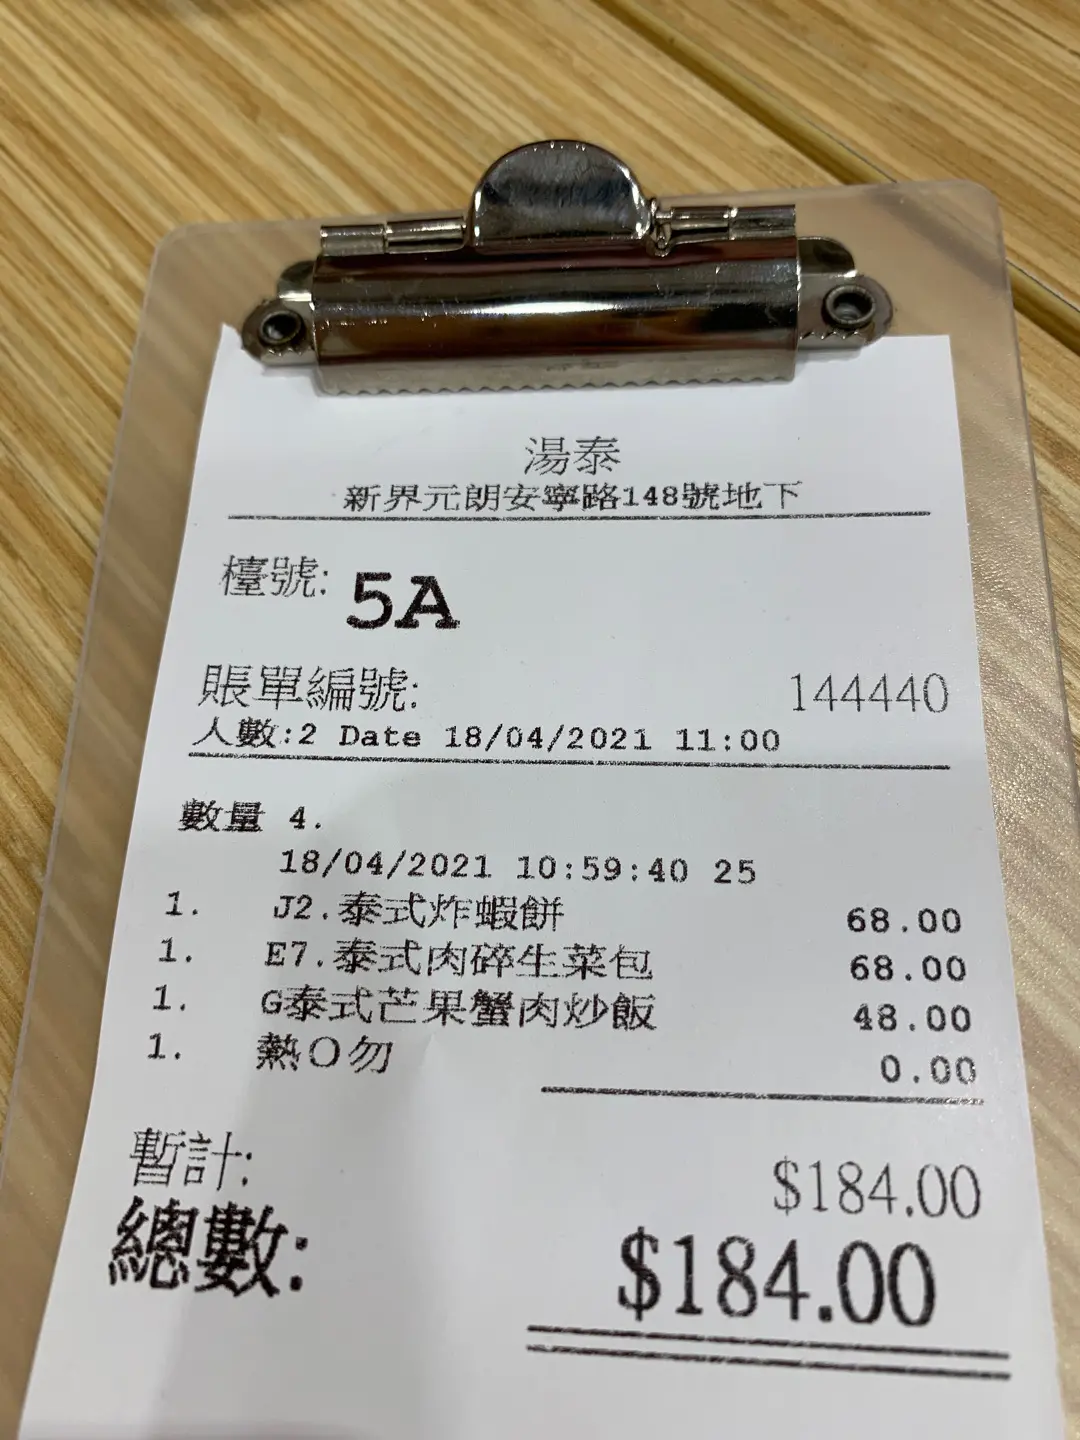 湯泰
新界元朗安寧路148號地下
檯號: 5A
賬單編號: 144440
人數:2 Date 18/04/2021 11:00
數量 4.
18/04/2021 10:59:40 25
1. J2.泰式炸蝦餅 68.00
1. E7.泰式肉碎生菜包 68.00
1. G泰式芒果蟹肉炒飯 48.00
1. 熱O勿 0.00
暫計: $184.00
總數: $184.00